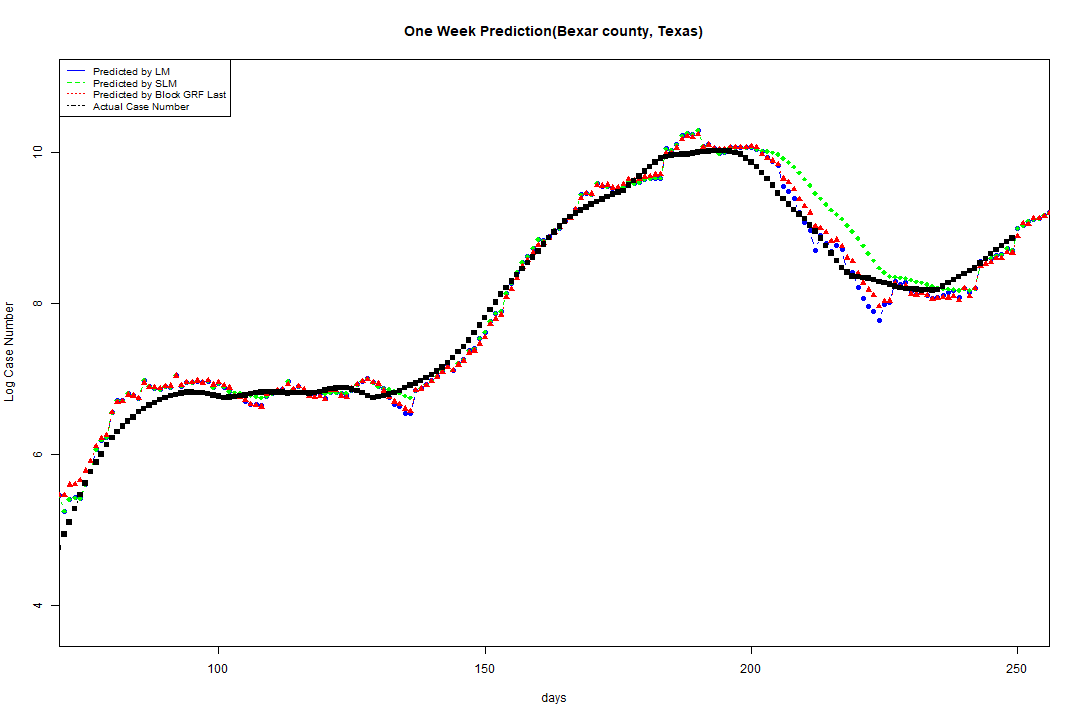 One Week Prediction(Bexar county, Texas)
Predicted by LM
Predicted by SLM
Predicted by Block GRF Last
Actual Case Number
10
8
6
4
Log Case Number
100 150 200 250
days